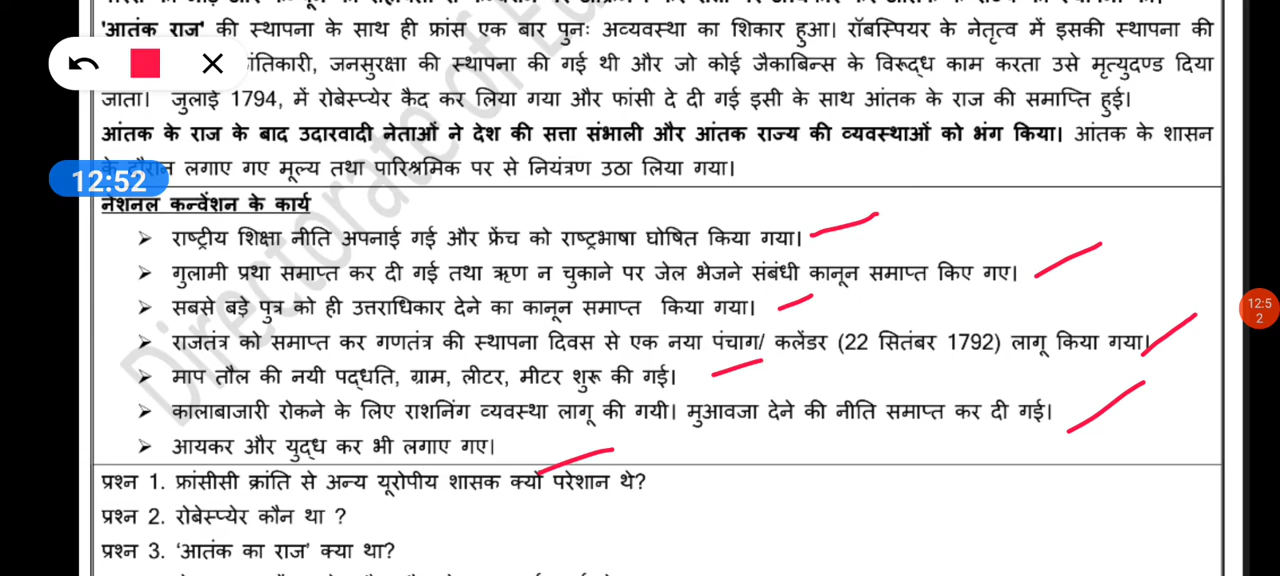 'आतंक राज' की स्थापना के साथ ही फ्रांस एक बार पुनः अव्यवस्था का शिकार हुआ। रॉबस्पियर के नेतृत्व में इसकी स्थापना की
जनसुरक्षा की स्थापना की गई थी और जो कोई जैकाबिन्स के विरूद्ध काम करता उसे मृत्युदण्ड दिया
जाता। जुलाई 1794, में रोबेस्प्येर कैद कर लिया गया और फांसी दे दी गई इसी के साथ आंतक के राज की समाप्ति हुई।
आंतक के राज के बाद उदारवादी नेताओं ने देश की सत्ता संभाली और आंतक राज्य की व्यवस्थाओं को भंग किया। आंतक के शासन
के दौरान लगाए गए मूल्य तथा पारिश्रमिक पर से नियंत्रण उठा लिया गया।
12:52
नेशनल कन्वेंशन के कार्य
➢ राष्ट्रीय शिक्षा नीति अपनाई गई और फ्रेंच को राष्ट्रभाषा घोषित किया गया।
➢ गुलामी प्रथा समाप्त कर दी गई तथा ऋण न चुकाने पर जेल भेजने संबंधी कानून समाप्त किए गए।
➢ सबसे बड़े पुत्र को ही उत्तराधिकार देने का कानून समाप्त किया गया।
12:5
2
➢ राजतंत्र को समाप्त कर गणतंत्र की स्थापना दिवस से एक नया पंचाग/ कलेंडर (22 सितंबर 1792) लागू किया गया।
➢ माप तौल की नयी पद्धति, ग्राम, लीटर, मीटर शुरू की गई।
➢ कालाबाजारी रोकने के लिए राशनिंग व्यवस्था लागू की गयी। मुआवजा देने की नीति समाप्त कर दी गई।
➢ आयकर और युद्ध कर भी लगाए गए।
प्रश्न 1. फ्रांसीसी क्रांति से अन्य यूरोपीय शासक क्यों परेशान थे?
प्रश्न 2. रोबेस्प्येर कौन था ?
प्रश्न 3. 'आतंक का राज' क्या था?
Directorate of